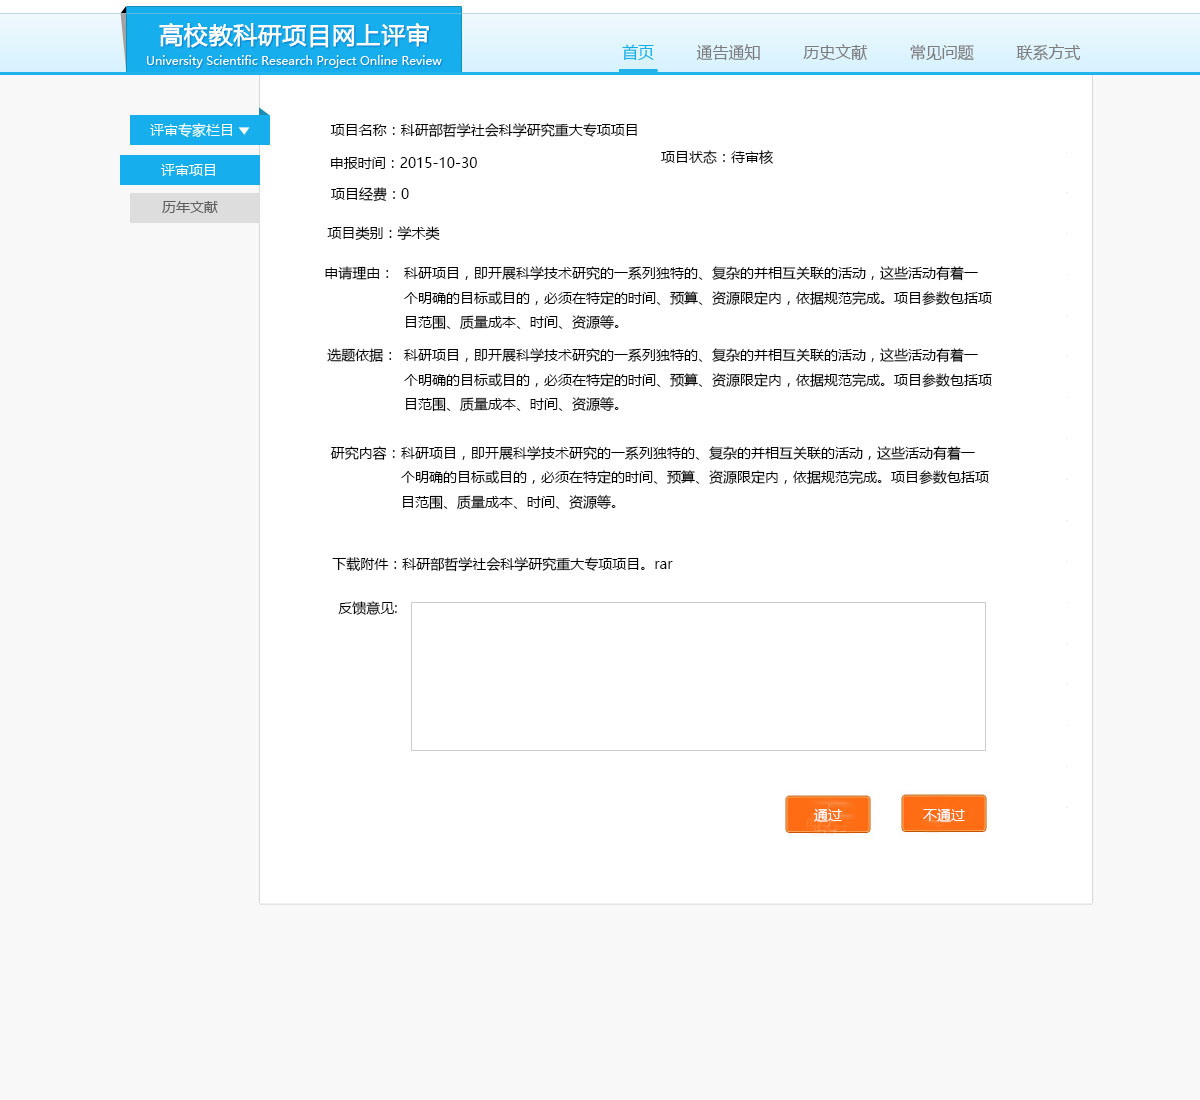 高校教科研项目网上评审
University Scientific Research Project Online Review
首页 通告通知 历史文献 常见问题 联系方式
评审专家栏目
评审项目
历年文献
项目名称：科研部哲学社会科学研究重大专项项目
申报时间：2015-10-30 项目状态：待审核
项目经费：0
项目类别：学术类
申请理由： 科研项目，即开展科学技术研究的一系列独特的、复杂的并相互关联的活动，这些活动有着一
个明确的目标或目的，必须在特定的时间、预算、资源限定内，依据规范完成。项目参数包括项
目范围、质量成本、时间、资源等。
选题依据： 科研项目，即开展科学技术研究的一系列独特的、复杂的并相互关联的活动，这些活动有着一
个明确的目标或目的，必须在特定的时间、预算、资源限定内，依据规范完成。项目参数包括项
目范围、质量成本、时间、资源等。
研究内容：科研项目，即开展科学技术研究的一系列独特的、复杂的并相互关联的活动，这些活动有着一
个明确的目标或目的，必须在特定的时间、预算、资源限定内，依据规范完成。项目参数包括项
目范围、质量成本、时间、资源等。
下载附件：科研部哲学社会科学研究重大专项项目。rar
反馈意见:
通过 不通过